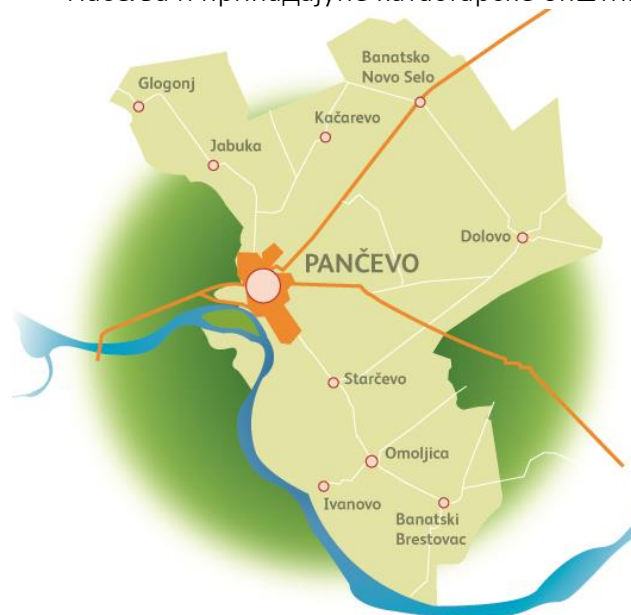 Banatsko
Novo Selo
Glogonj
Kačarevo
Jabuka
Dolovo
PANČEVO
Starčevo
Omoljica
Ivanovo
Banatski
Brestovac